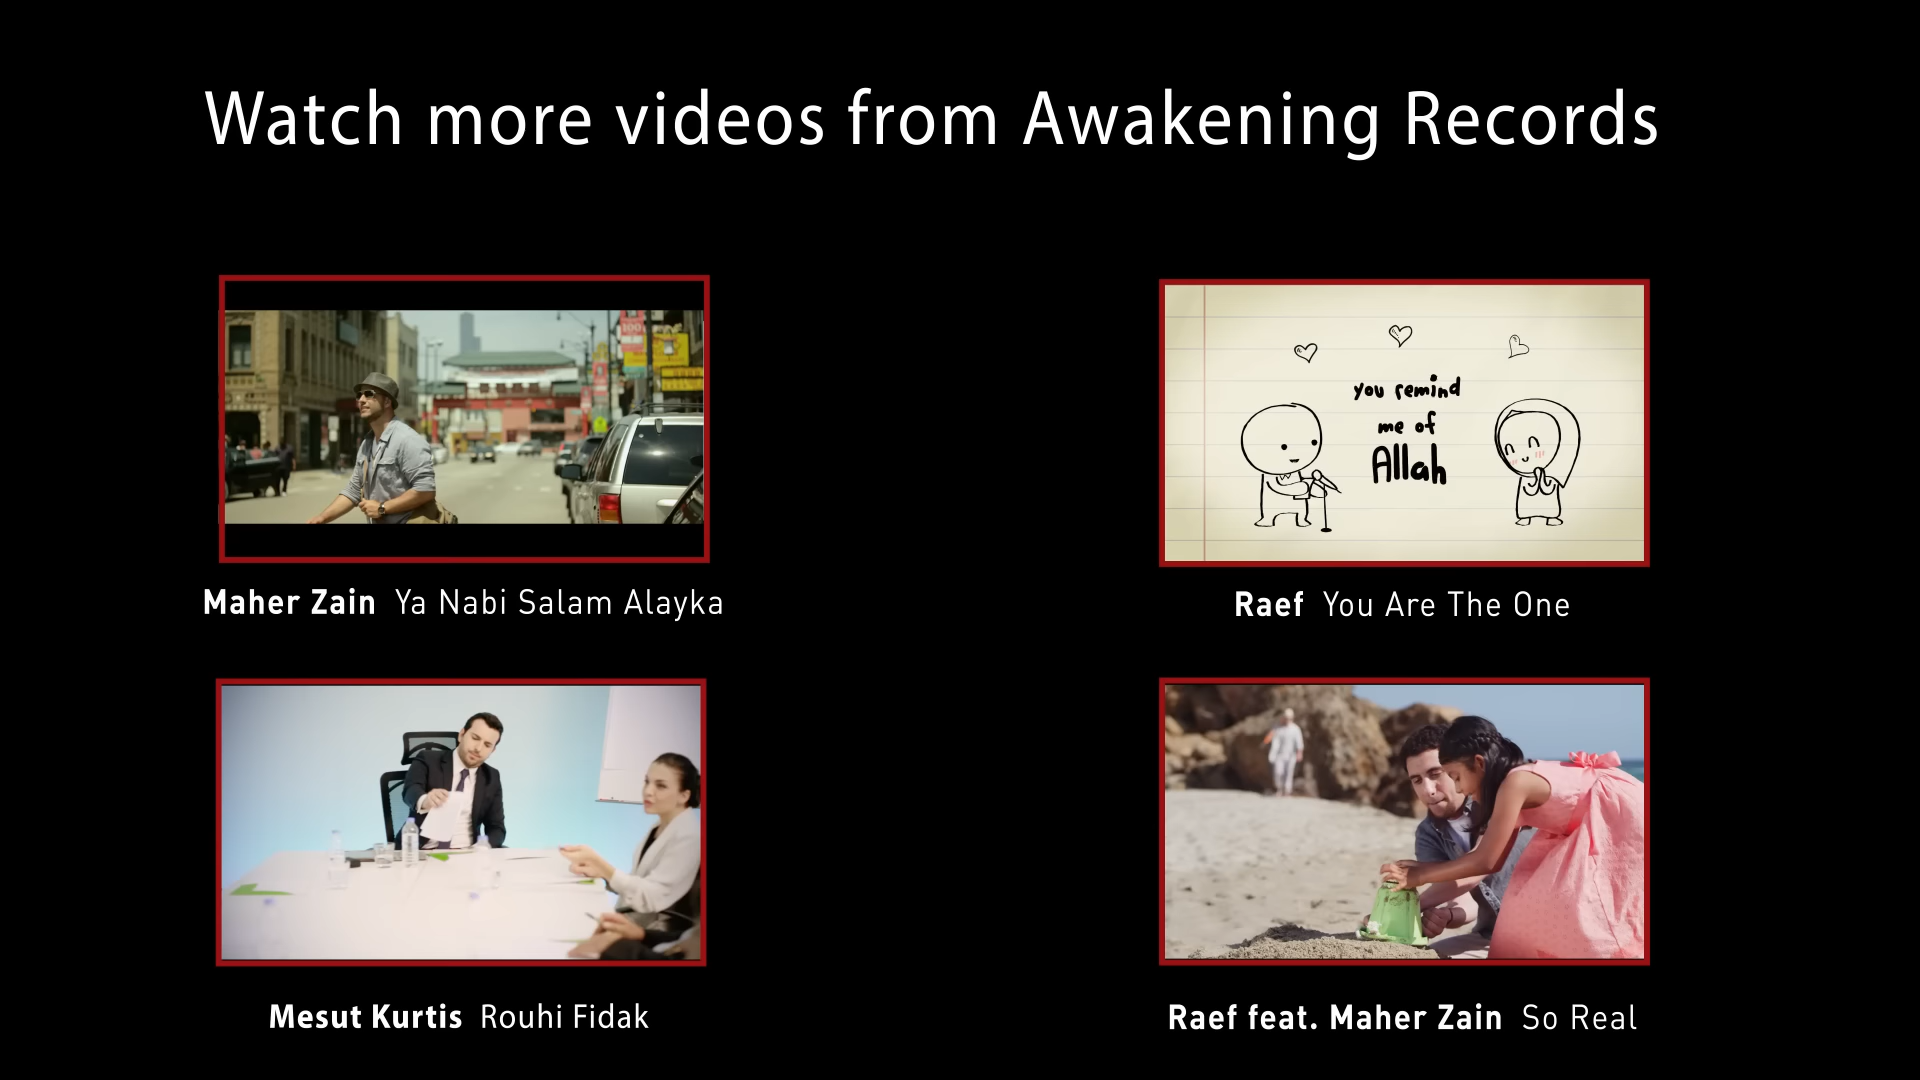 Watch more videos from Awakening Records
100
you remind
me of
Allah
Maher Zain Ya Nabi Salam Alayka
Raef You Are The One
Mesut Kurtis Rouhi Fidak
Raef feat. Maher Zain So Real